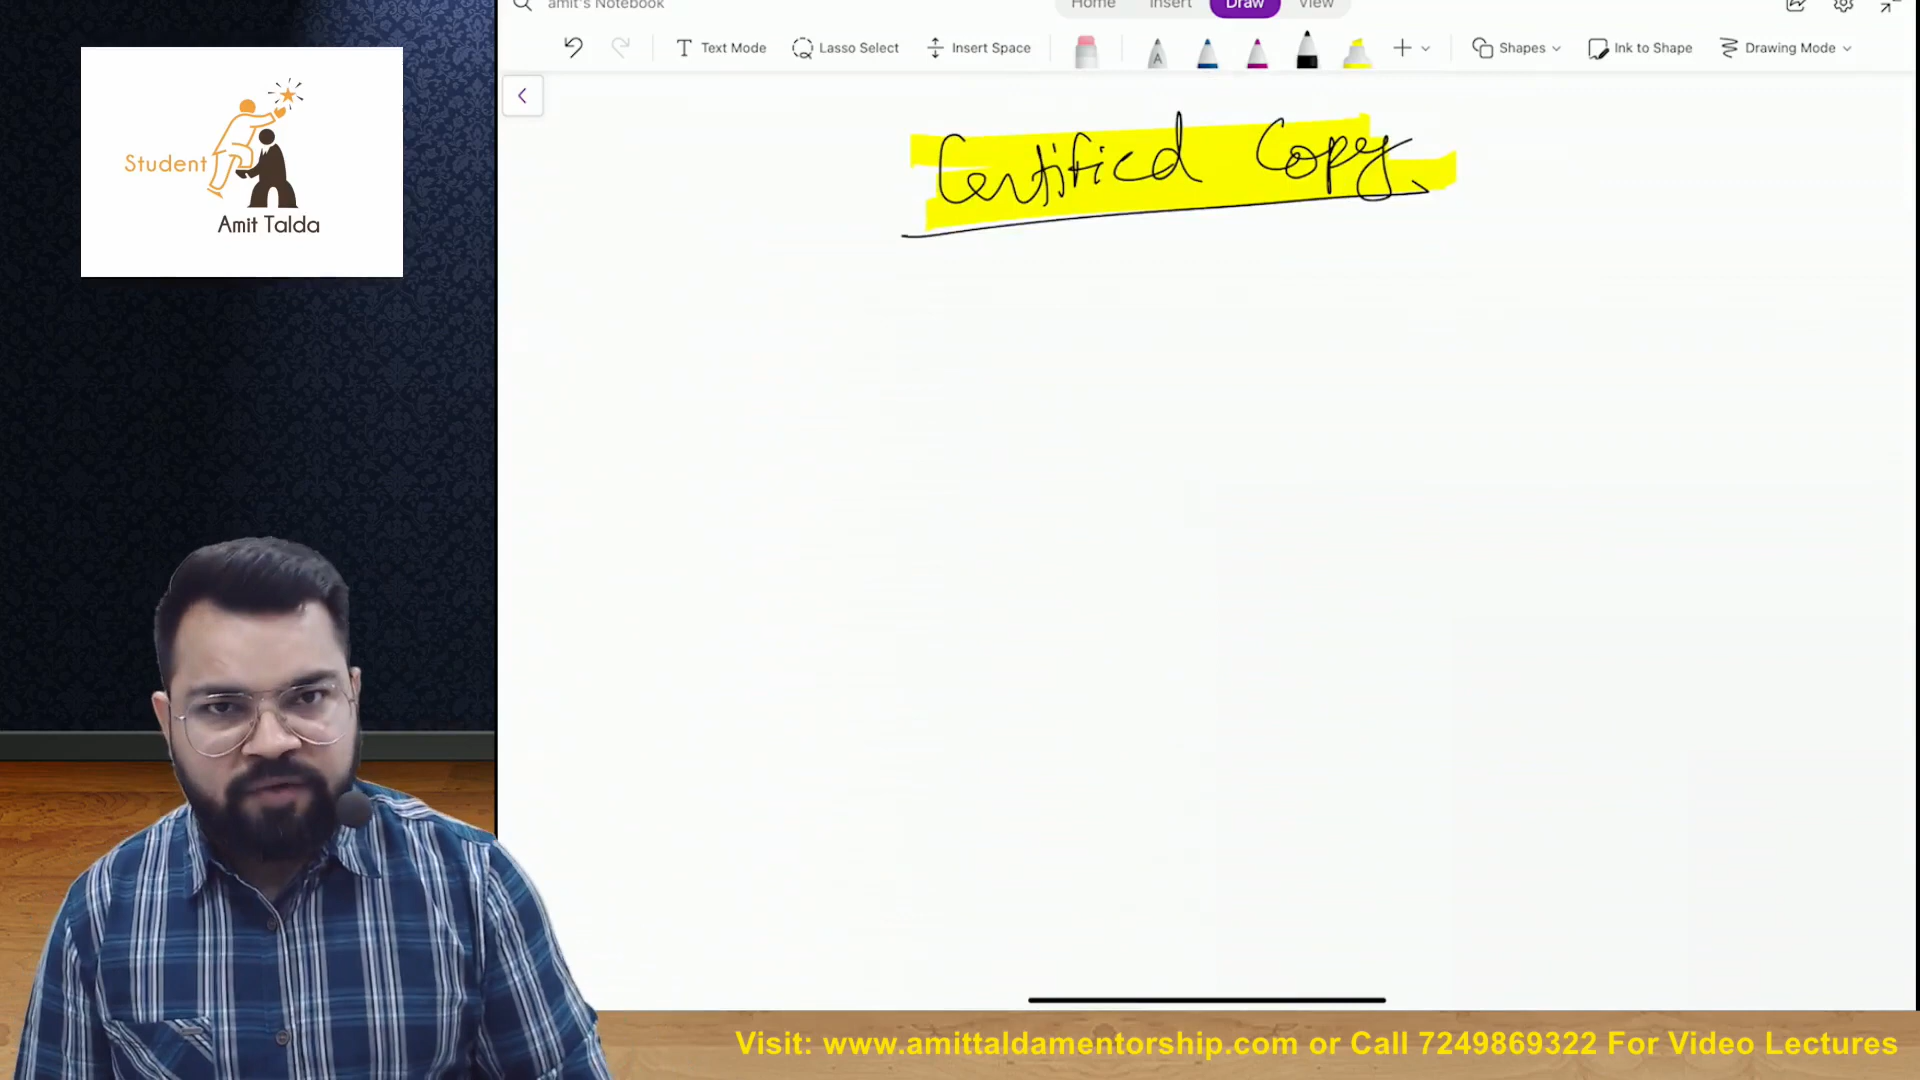 amit's Notebook
Home Insert Draw View
Text Mode Lasso Select Insert Space Shapes Ink to Shape Drawing Mode
A
Certified Copy
Student
Amit Talda
Visit: www.amittaldamentorship.com or Call 7249869322 For Video Lectures